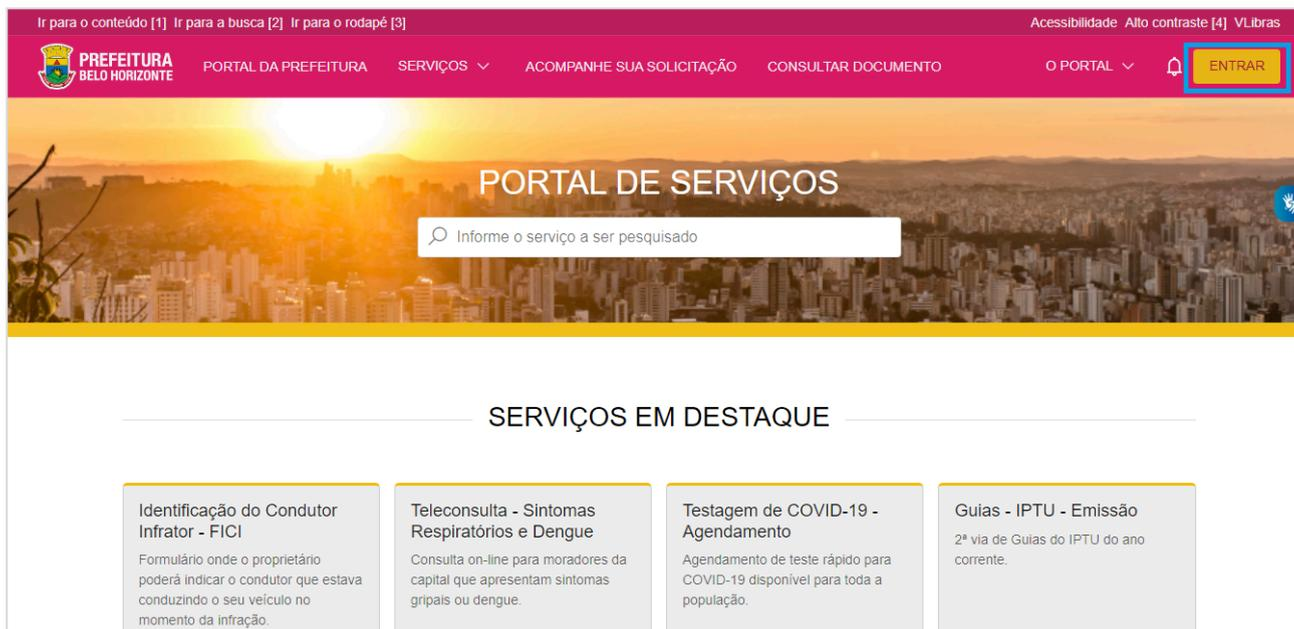 Ir para o conteúdo [1] Ir para a busca [2] Ir para o rodapé [3]
Acessibilidade Alto contraste [4] VLibras
PREFEITURA
BELO HORIZONTE
PORTAL DA PREFEITURA
SERVIÇOS
ACOMPANHE SUA SOLICITAÇÃO
CONSULTAR DOCUMENTO
O PORTAL
ENTRAR
PORTAL DE SERVIÇOS
Informe o serviço a ser pesquisado
SERVIÇOS EM DESTAQUE
Identificação do Condutor
Infrator - FICI
Formulário onde o proprietário
poderá indicar o condutor que estava
conduzindo o seu veículo no
momento da infração.
Teleconsulta - Sintomas
Respiratórios e Dengue
Consulta on-line para moradores da
capital que apresentam sintomas
gripais ou dengue.
Testagem de COVID-19 -
Agendamento
Agendamento de teste rápido para
COVID-19 disponível para toda a
população.
Guias - IPTU - Emissão
2ª via de Guias do IPTU do ano
corrente.